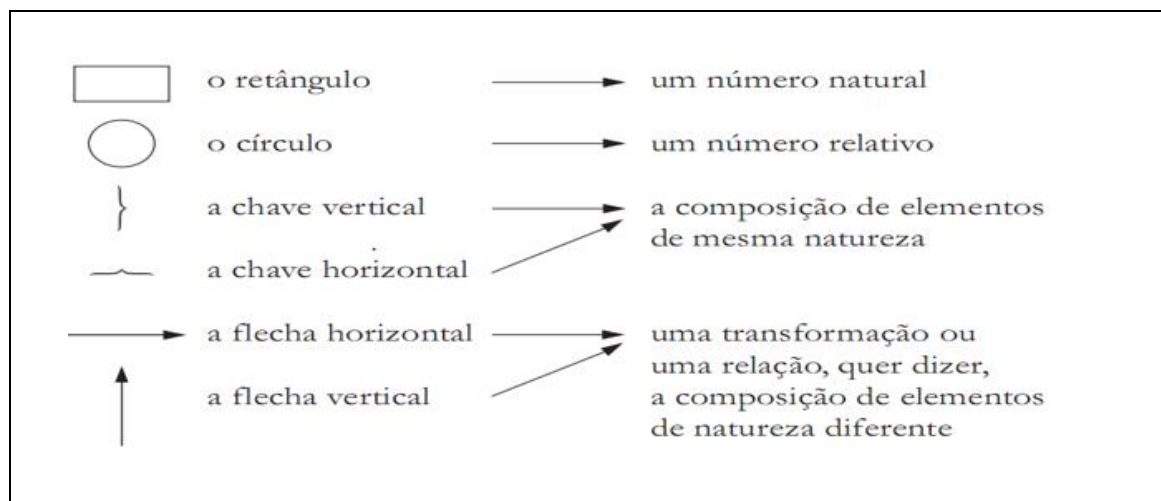 o retângulo um número natural
o círculo um número relativo
a chave vertical a composição de elementos
de mesma natureza
a chave horizontal
a flecha horizontal uma transformação ou
uma relação, quer dizer,
a flecha vertical a composição de elementos
de natureza diferente